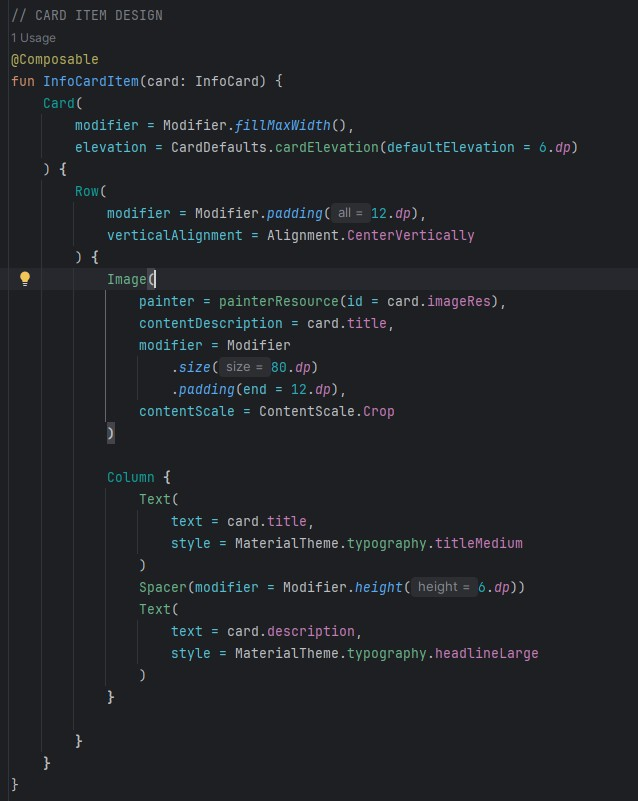 // CARD ITEM DESIGN
1 Usage
@Composable
fun InfoCardItem(card: InfoCard) {
    Card(
        modifier = Modifier.fillMaxWidth(),
        elevation = CardDefaults.cardElevation(defaultElevation = 6.dp)
    ) {
        Row(
            modifier = Modifier.padding( all = 12.dp),
            verticalAlignment = Alignment.CenterVertically
        ) {
            Image(
                painter = painterResource(id = card.imageRes),
                contentDescription = card.title,
                modifier = Modifier
                    .size( size = 80.dp)
                    .padding(end = 12.dp),
                contentScale = ContentScale.Crop
            )
            Column {
                Text(
                    text = card.title,
                    style = MaterialTheme.typography.titleMedium
                )
                Spacer(modifier = Modifier.height( height = 6.dp))
                Text(
                    text = card.description,
                    style = MaterialTheme.typography.headlineLarge
                )
            }
        }
    }
}